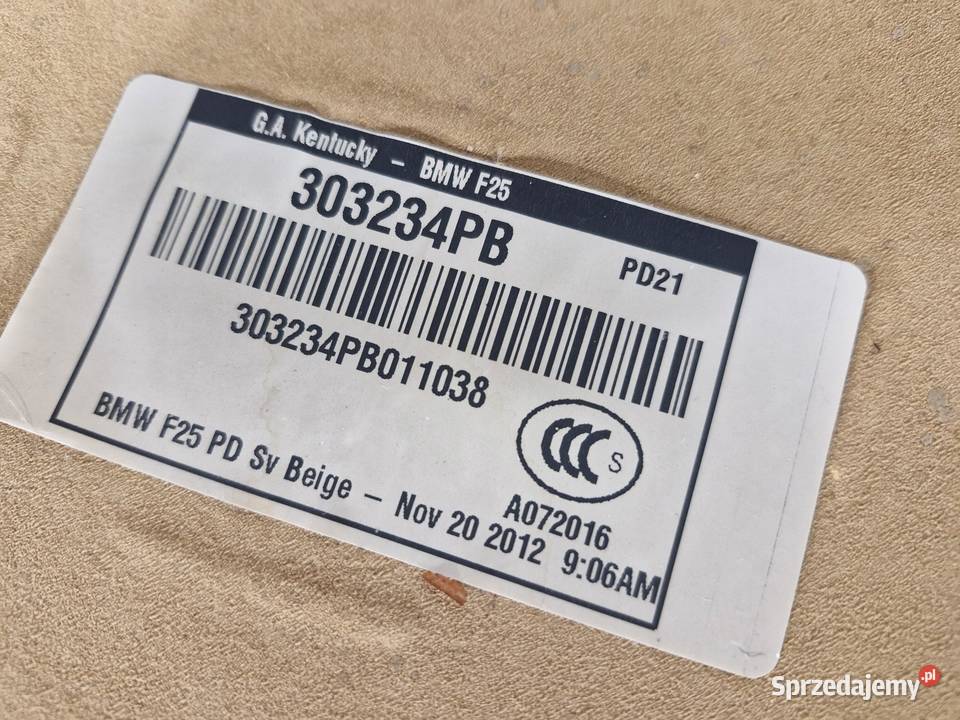 G.A. Kentucky - BMW F25
303234PB
PD21
303234PB011038
CCC S
A072016
BMW F25 PD Sv Beige - Nov 20 2012 9:06AM
Sprzedajemy.pl